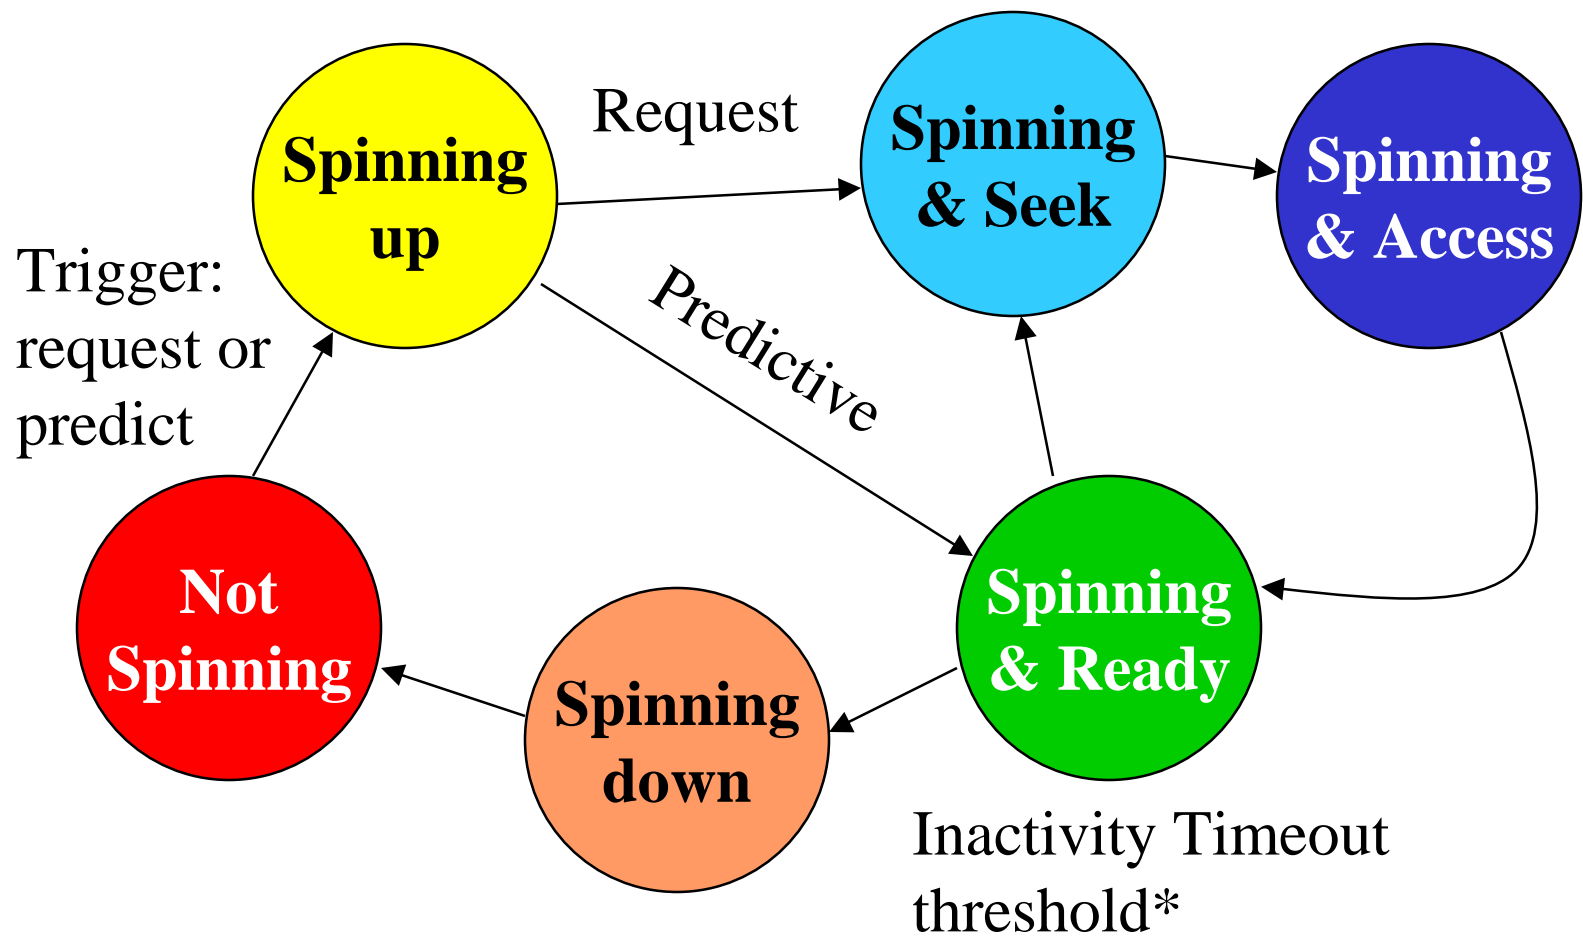 Spinning
up
Request
Spinning
& Seek
Spinning
& Access
Trigger:
request or
predict
Predictive
Not
Spinning
Spinning
down
Spinning
& Ready
Inactivity Timeout
threshold*